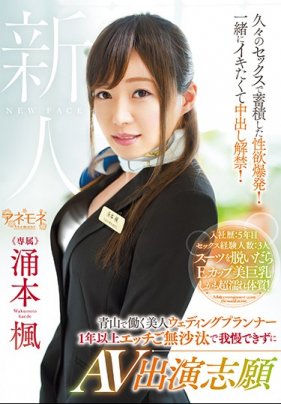 新人
NEW FACE
久々のセックスで蓄積した性欲爆発!
一緒にイキたくて中出し解禁!
アネモネ
《専属》
涌本楓
入社歴:5年目
セックス経験人数:3人
スーツを脱いだら
Eカップ美巨乳
しかも超濡れ体質!
青山で働く美人ウェディングプランナー
1年以上エッチご無沙汰で我慢できずに
AV出演志願